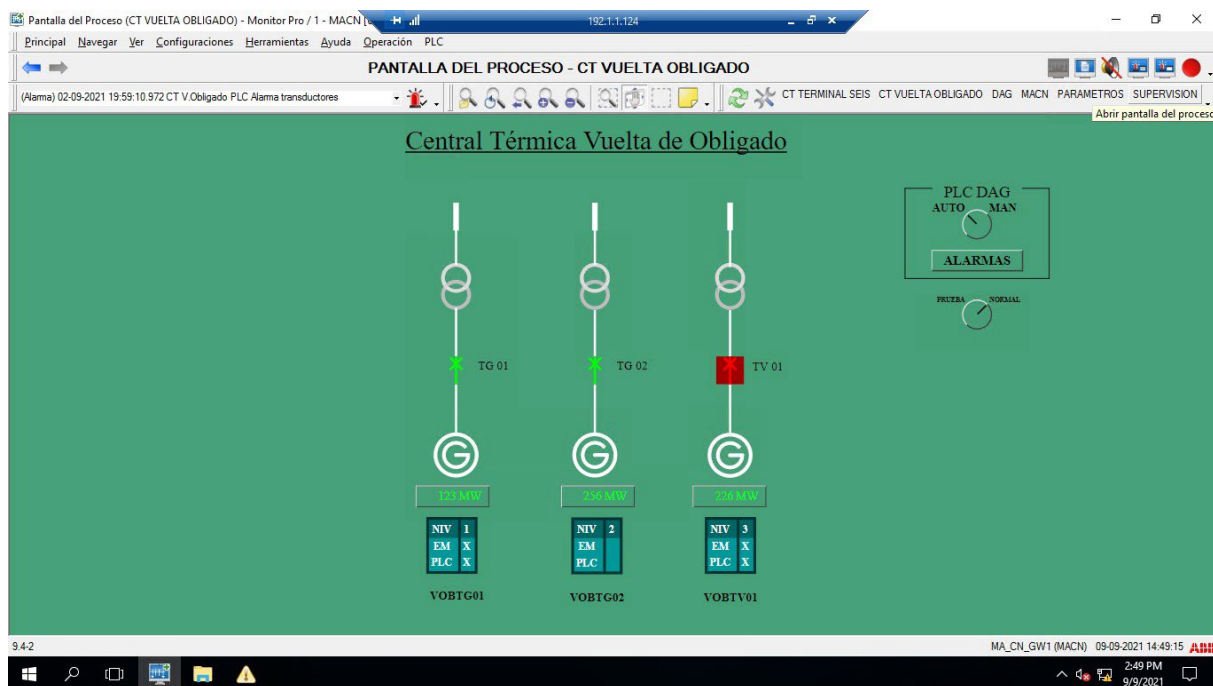 Pantalla del Proceso (CT VUELTA OBLIGADO) - Monitor Pro / 1 - MACN
192.1.1.124
Principal Navegar Ver Configuraciones Herramientas Ayuda Operación PLC
PANTALLA DEL PROCESO - CT VUELTA OBLIGADO
(Alarma) 02-09-2021 19:59:10.972 CT V.Obligado PLC Alarma transductores
CT TERMINAL SEIS CT VUELTA OBLIGADO DAG MACN PARAMETROS SUPERVISION
Abrir pantalla del proceso
Central Térmica Vuelta de Obligado
PLC DAG
AUTO MAN
ALARMAS
PRUEBA NORMAL
TG 01 TG 02 TV 01
G G G
123 MW 256 MW 226 MW
NIV 1 NIV 2 NIV 3
EM X EM EM X
PLC X PLC PLC X
VOBTG01 VOBTG02 VOBTV01
9.4-2
MA_CN_GW1 (MACN) 09-09-2021 14:49:15 ABB
2:49 PM
9/9/2021